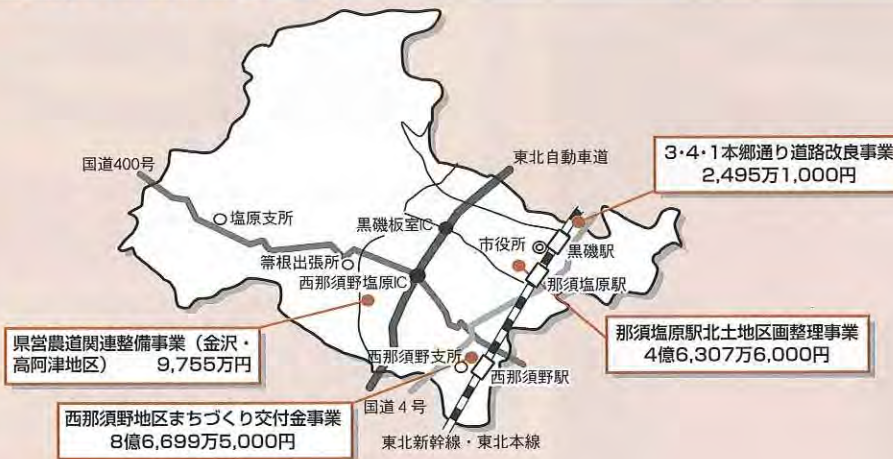 国道400号
東北自動車道
3・4・1本郷通り道路改良事業
2,495万1,000円
塩原支所
黒磯板室IC
市役所
黒磯駅
箒根出張所
西那須野塩原IC
那須塩原駅
県営農道関連整備事業（金沢・
高阿津地区）　9,755万円
那須塩原駅北土地区画整理事業
4億6,307万6,000円
西那須野支所
西那須野駅
西那須野地区まちづくり交付金事業
8億6,699万5,000円
国道4号
東北新幹線・東北本線